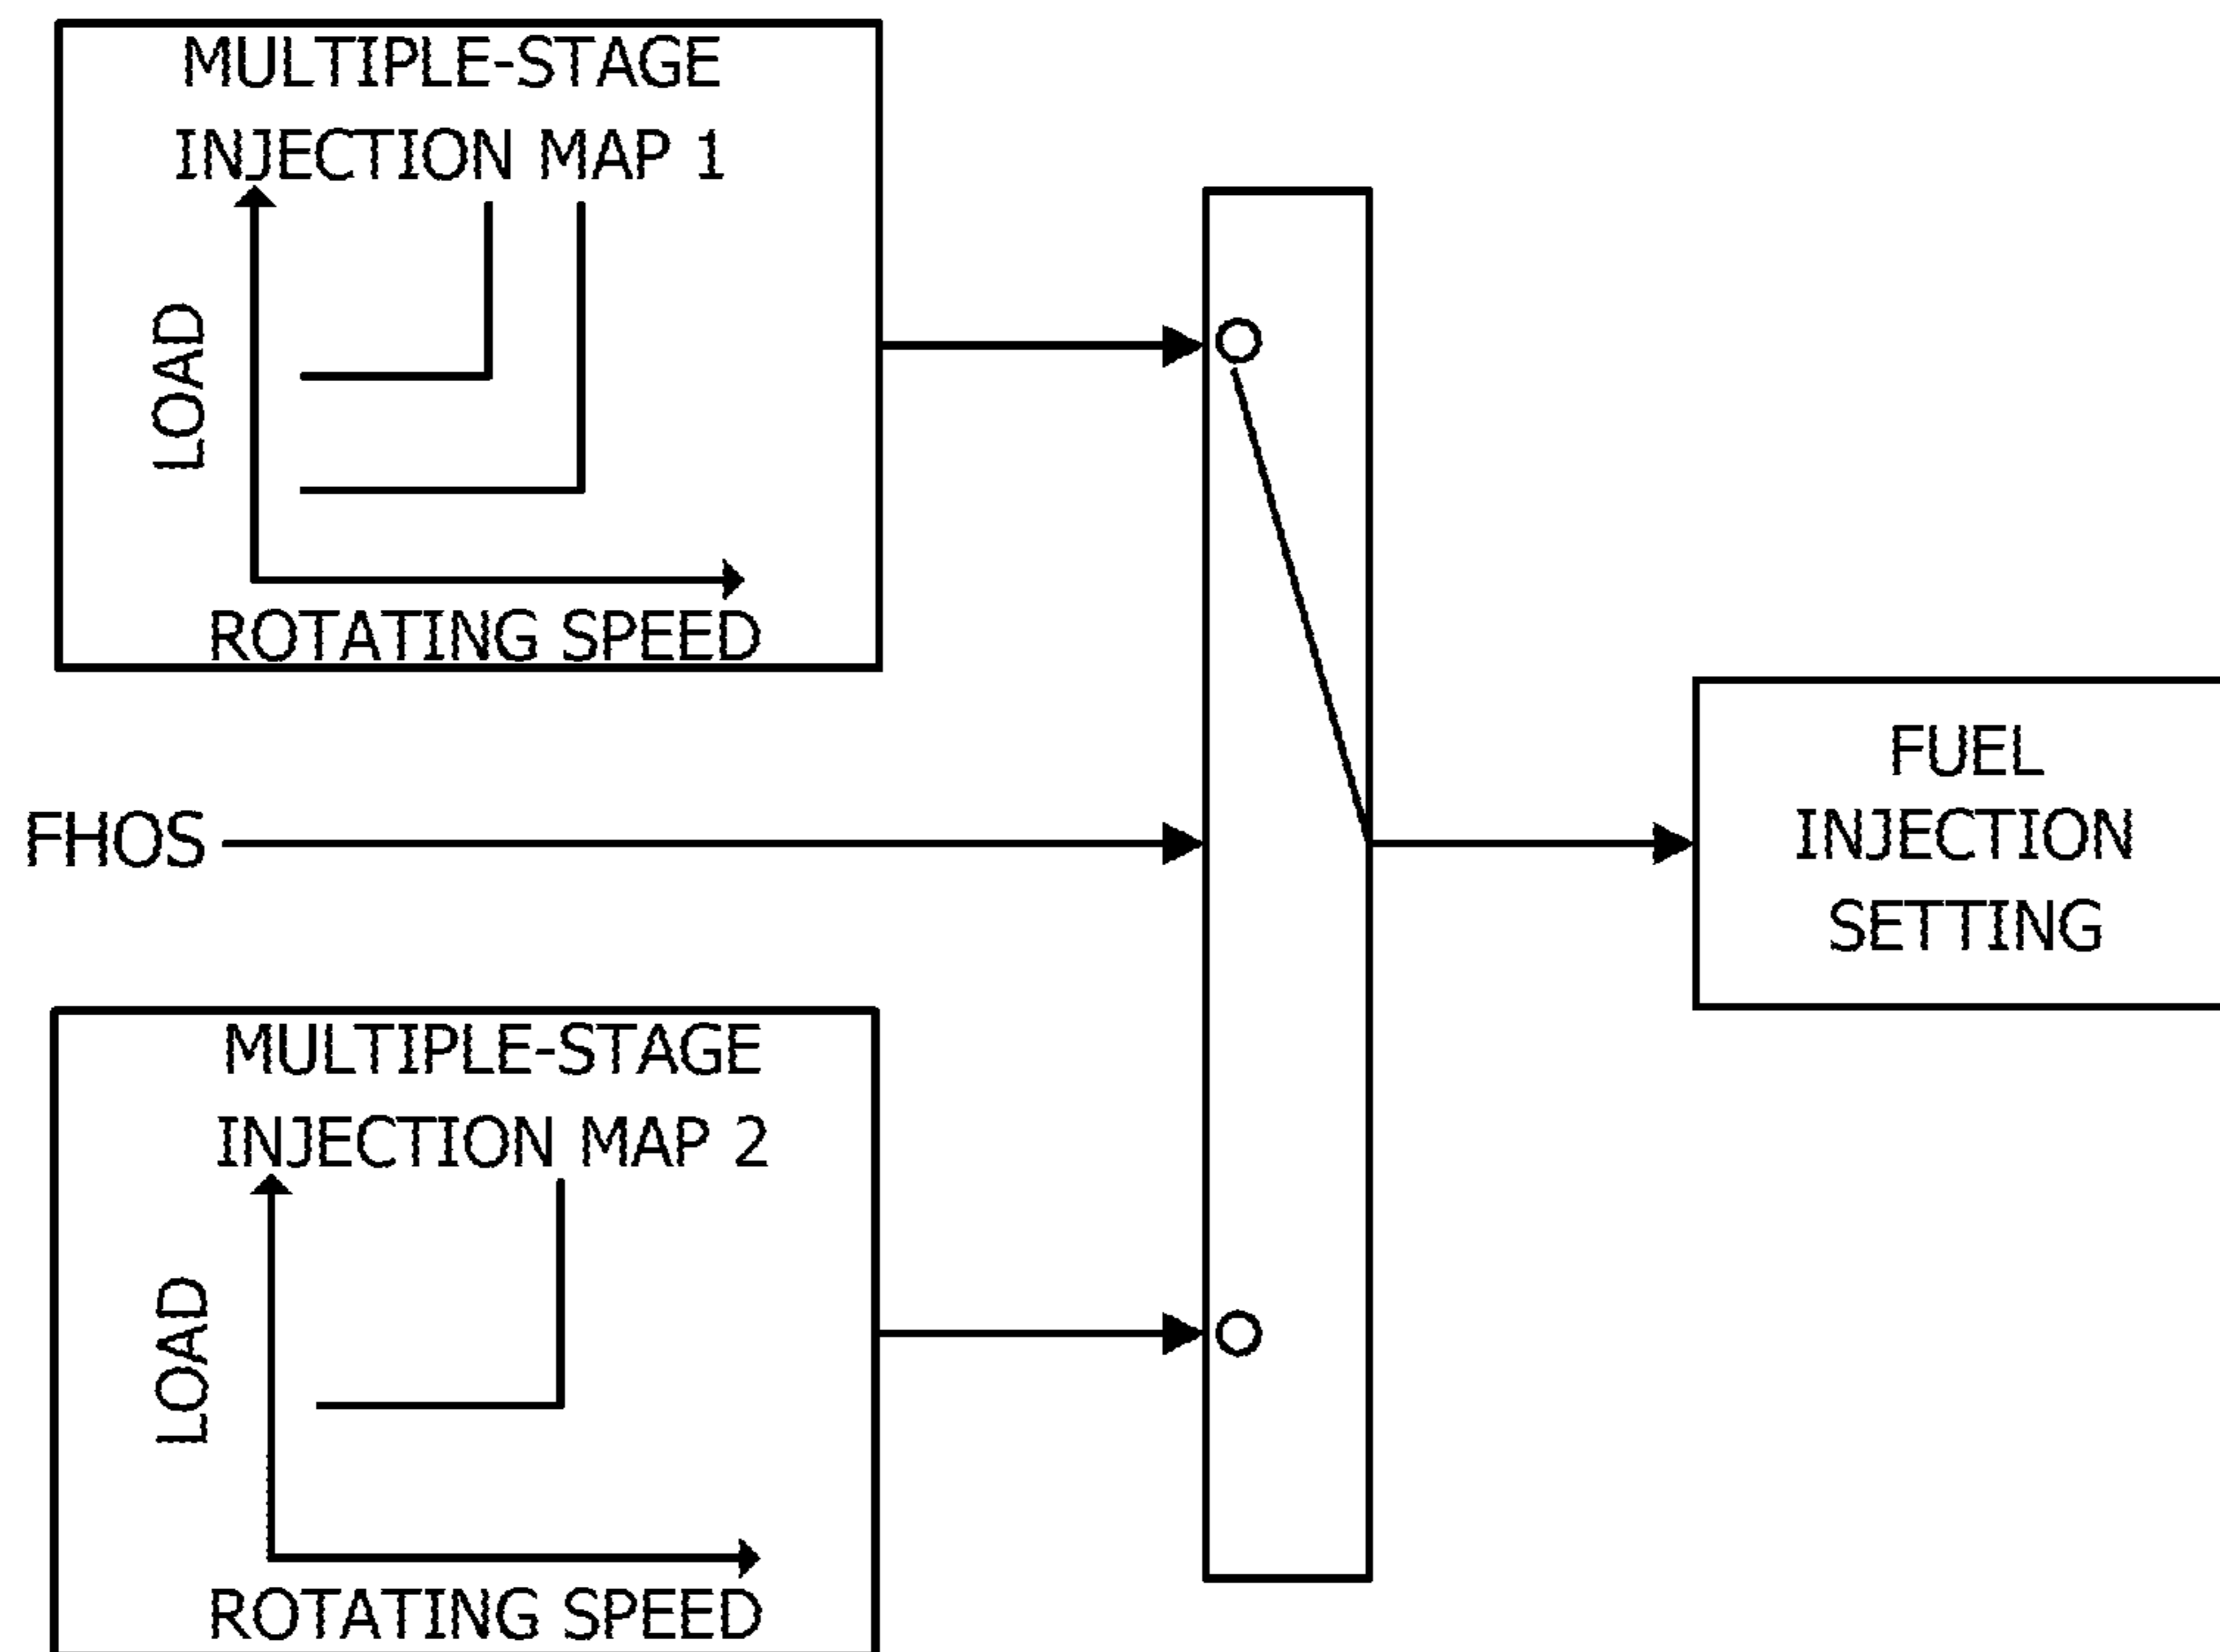 MULTIPLE-STAGE
INJECTION MAP 1
LOAD
ROTATING SPEED
FHOS
FUEL
INJECTION
SETTING
MULTIPLE-STAGE
INJECTION MAP 2
LOAD
ROTATING SPEED